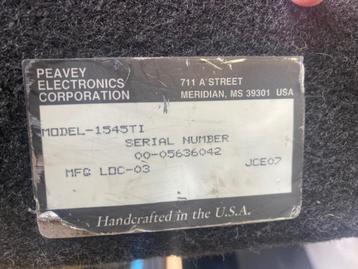 PEAVEY
ELECTRONICS
CORPORATION
711 A STREET
MERIDIAN, MS 39301 USA
MODEL-1545TI
SERIAL NUMBER
00-05636042
MFG LOC-03
JCE07
Handcrafted in the U.S.A.